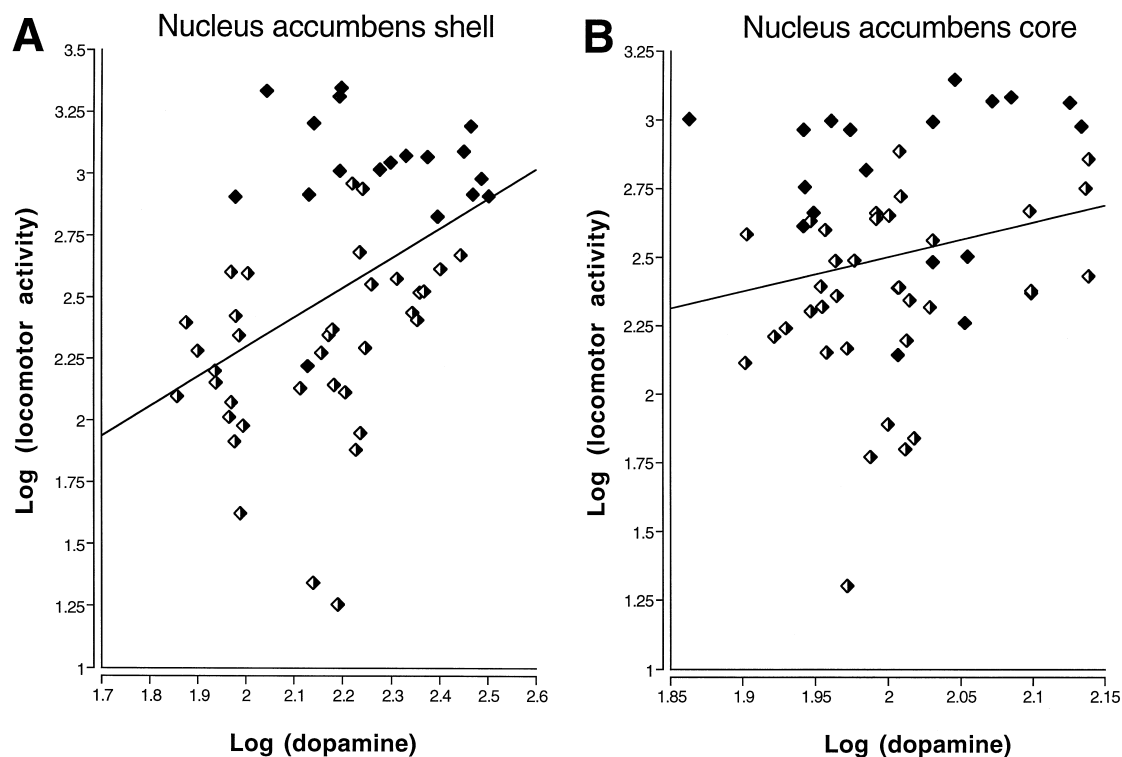 A
Nucleus accumbens shell
3.5
3.25
3
2.75
2.5
2.25
2
1.75
1.5
1.25
1
Log (locomotor activity)
1.7 1.8 1.9 2 2.1 2.2 2.3 2.4 2.5 2.6
Log (dopamine)
B
Nucleus accumbens core
3.25
3
2.75
2.5
2.25
2
1.75
1.5
1.25
1
Log (locomotor activity)
1.85 1.9 1.95 2 2.05 2.1 2.15
Log (dopamine)